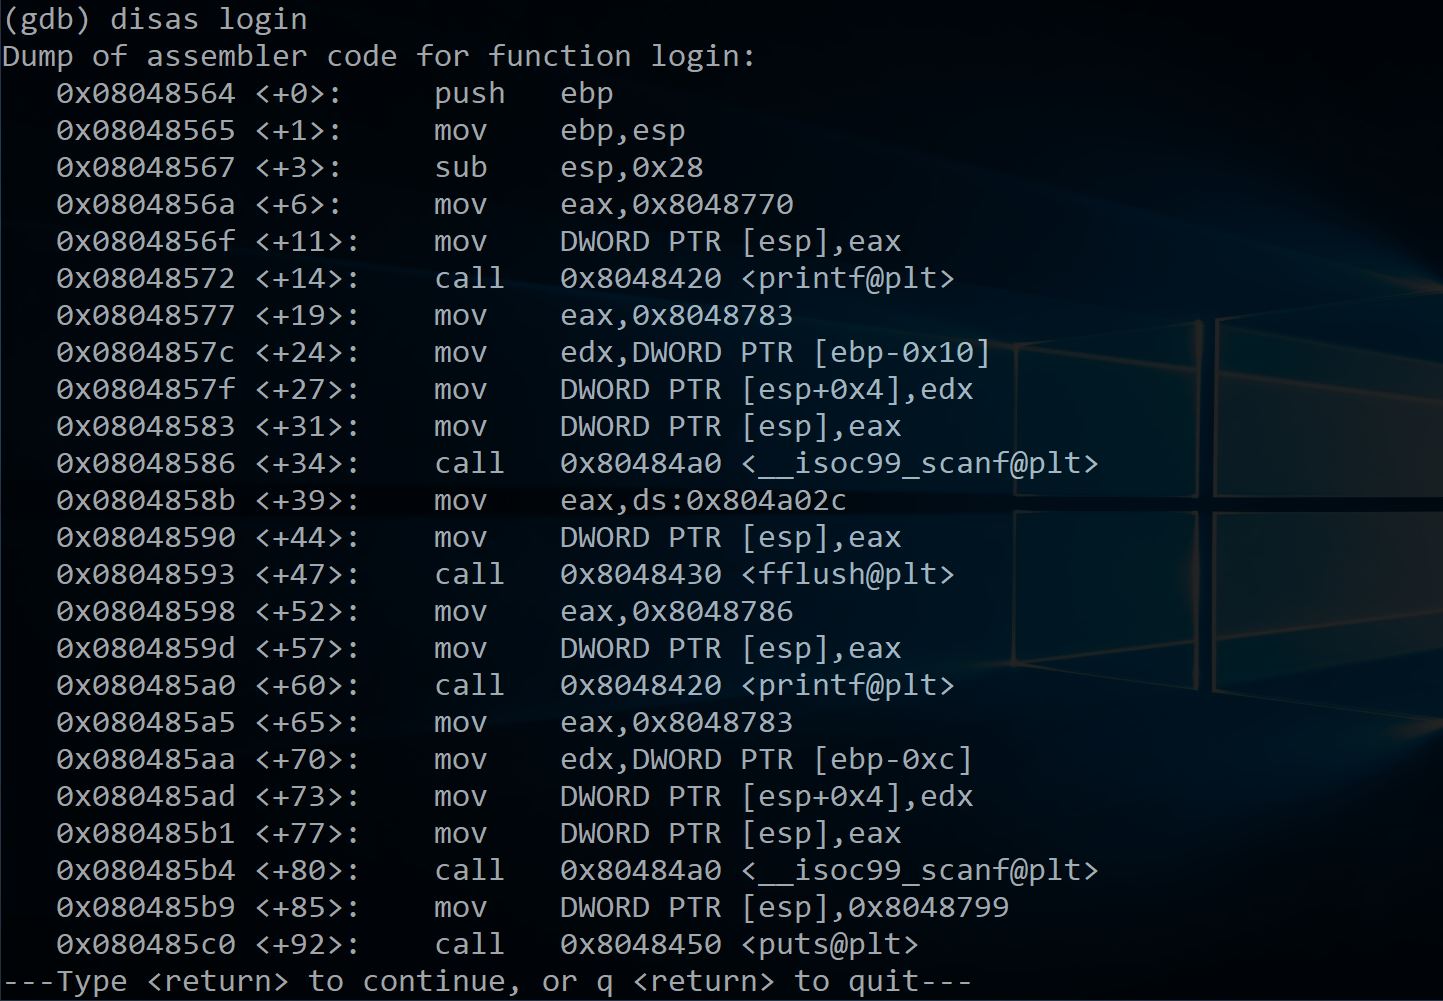 (gdb) disas login
Dump of assembler code for function login:
   0x08048564 <+0>:     push   ebp
   0x08048565 <+1>:     mov    ebp,esp
   0x08048567 <+3>:     sub    esp,0x28
   0x0804856a <+6>:     mov    eax,0x8048770
   0x0804856f <+11>:    mov    DWORD PTR [esp],eax
   0x08048572 <+14>:    call   0x8048420 <printf@plt>
   0x08048577 <+19>:    mov    eax,0x8048783
   0x0804857c <+24>:    mov    edx,DWORD PTR [ebp-0x10]
   0x0804857f <+27>:    mov    DWORD PTR [esp+0x4],edx
   0x08048583 <+31>:    mov    DWORD PTR [esp],eax
   0x08048586 <+34>:    call   0x80484a0 <__isoc99_scanf@plt>
   0x0804858b <+39>:    mov    eax,ds:0x804a02c
   0x08048590 <+44>:    mov    DWORD PTR [esp],eax
   0x08048593 <+47>:    call   0x8048430 <fflush@plt>
   0x08048598 <+52>:    mov    eax,0x8048786
   0x0804859d <+57>:    mov    DWORD PTR [esp],eax
   0x080485a0 <+60>:    call   0x8048420 <printf@plt>
   0x080485a5 <+65>:    mov    eax,0x8048783
   0x080485aa <+70>:    mov    edx,DWORD PTR [ebp-0xc]
   0x080485ad <+73>:    mov    DWORD PTR [esp+0x4],edx
   0x080485b1 <+77>:    mov    DWORD PTR [esp],eax
   0x080485b4 <+80>:    call   0x80484a0 <__isoc99_scanf@plt>
   0x080485b9 <+85>:    mov    DWORD PTR [esp],0x8048799
   0x080485c0 <+92>:    call   0x8048450 <puts@plt>
---Type <return> to continue, or q <return> to quit---